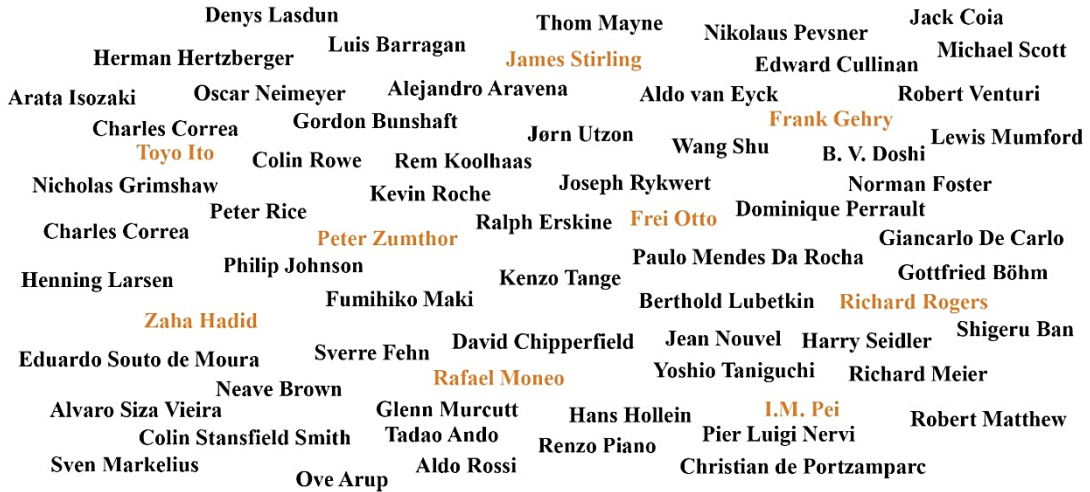 Denys Lasdun
Thom Mayne
Jack Coia
Nikolaus Pevsner
Luis Barragan
Michael Scott
Herman Hertzberger
James Stirling
Edward Cullinan
Alejandro Aravena
Arata Isozaki
Oscar Neimeyer
Aldo van Eyck
Robert Venturi
Gordon Bunshaft
Frank Gehry
Charles Correa
Jørn Utzon
Lewis Mumford
Toyo Ito
Wang Shu
B. V. Doshi
Colin Rowe
Rem Koolhaas
Nicholas Grimshaw
Joseph Rykwert
Norman Foster
Kevin Roche
Peter Rice
Dominique Perrault
Ralph Erskine
Frei Otto
Charles Correa
Peter Zumthor
Giancarlo De Carlo
Paulo Mendes Da Rocha
Philip Johnson
Gottfried Böhm
Henning Larsen
Kenzo Tange
Fumihiko Maki
Berthold Lubetkin
Richard Rogers
Zaha Hadid
Shigeru Ban
David Chipperfield
Jean Nouvel
Harry Seidler
Eduardo Souto de Moura
Sverre Fehn
Yoshio Taniguchi
Richard Meier
Rafael Moneo
Neave Brown
Alvaro Siza Vieira
Glenn Murcutt
Hans Hollein
I.M. Pei
Robert Matthew
Colin Stansfield Smith
Tadao Ando
Pier Luigi Nervi
Renzo Piano
Sven Markelius
Aldo Rossi
Christian de Portzamparc
Ove Arup